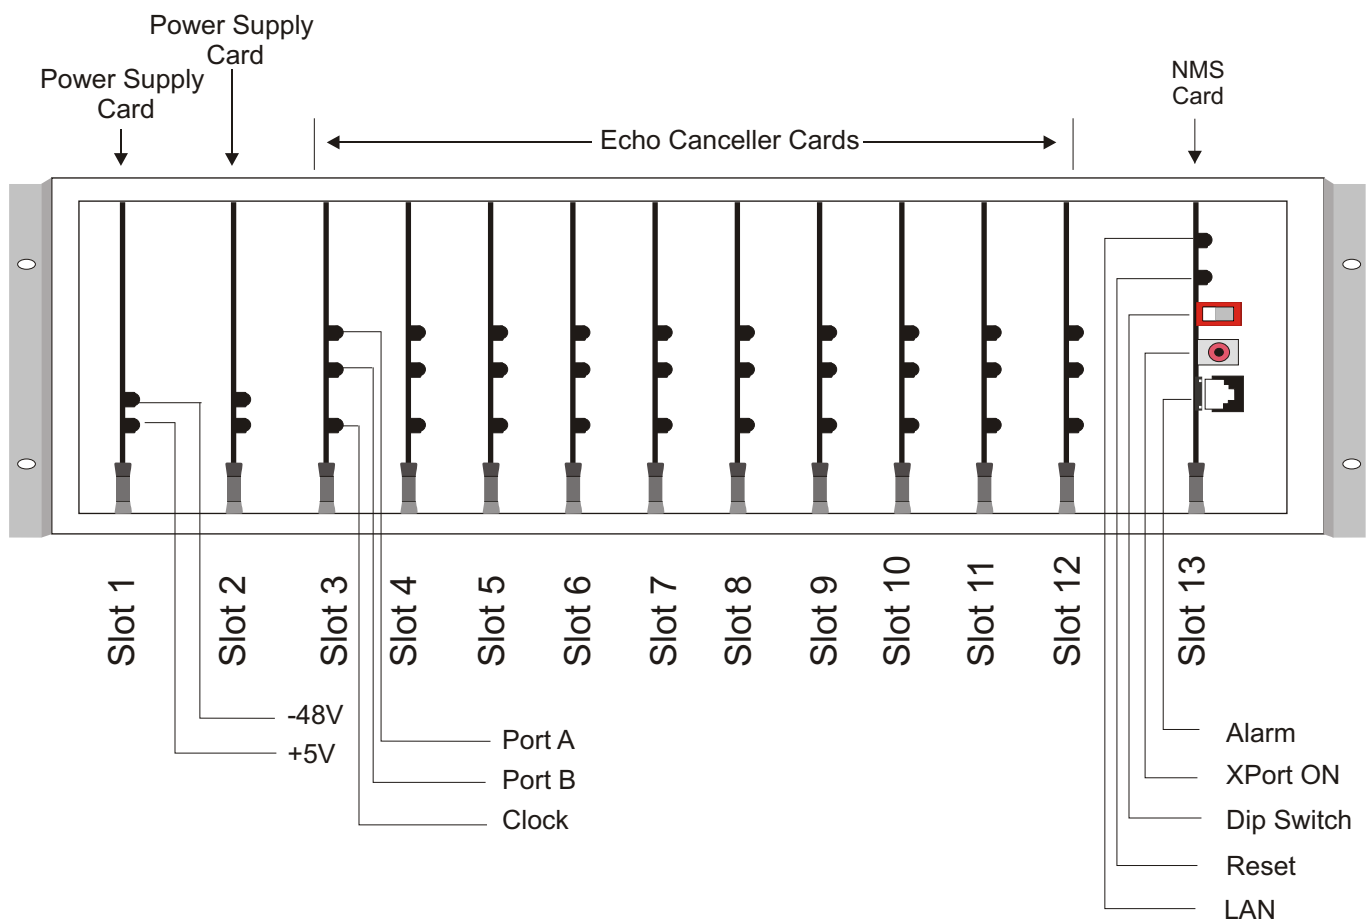 Power Supply
Card
Power Supply
Card
NMS
Card
Echo Canceller Cards
Slot 1
Slot 2
Slot 3
Slot 4
Slot 5
Slot 6
Slot 7
Slot 8
Slot 9
Slot 10
Slot 11
Slot 12
Slot 13
-48V
+5V
Port A
Port B
Clock
Alarm
XPort ON
Dip Switch
Reset
LAN